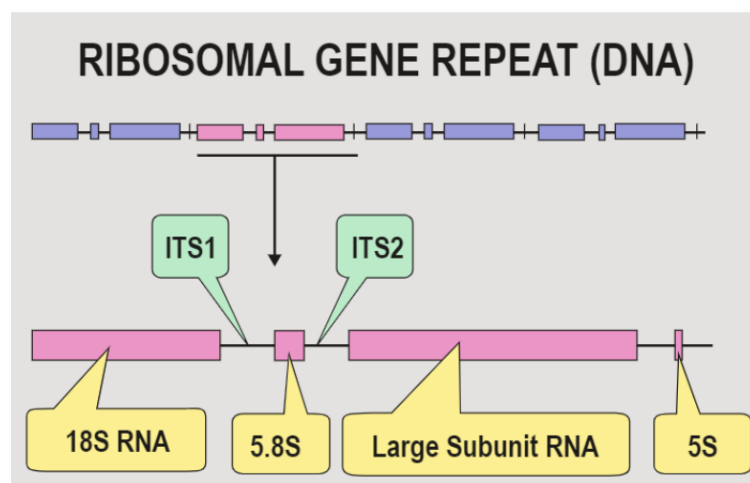 RIBOSOMAL GENE REPEAT (DNA)
ITS1
ITS2
18S RNA
5.8S
Large Subunit RNA
5S